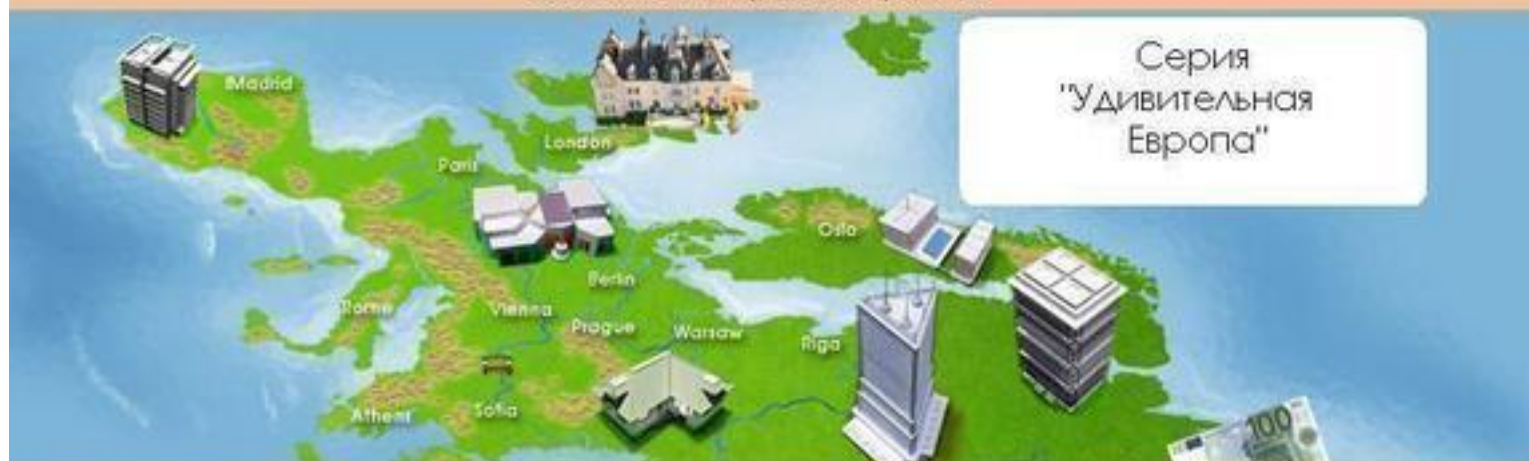 Серия
"Удивительная
Европа"
Madrid
London
Paris
Oslo
Berlin
Rome
Vienna
Prague
Warsaw
Riga
Athens
Sofia
100